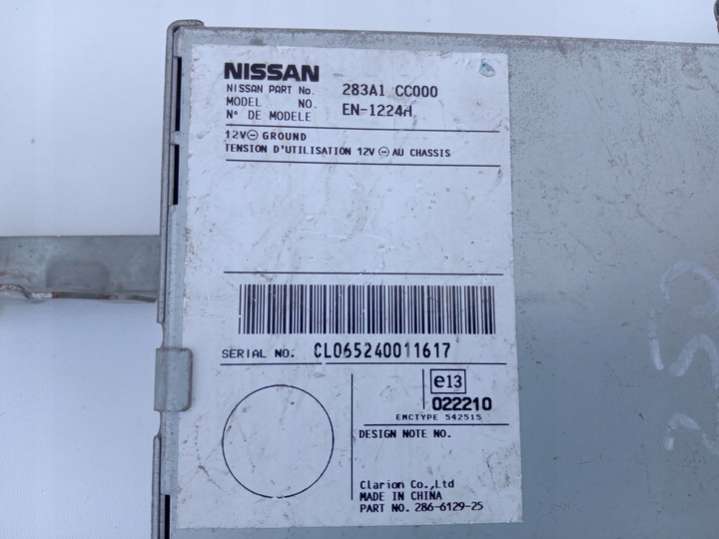 NISSAN
NISSAN PART No. 283A1 CC000
MODEL NO. EN-1224H
N° DE MODELE
12V⊖ GROUND
TENSION D'UTILISATION 12V ⊖ AU CHASSIS
SERIAL NO. CL065240011617
e13
022210
EMCTYPE 542515
DESIGN NOTE NO.
Clarion Co.,Ltd
MADE IN CHINA
PART NO. 286-6129-25